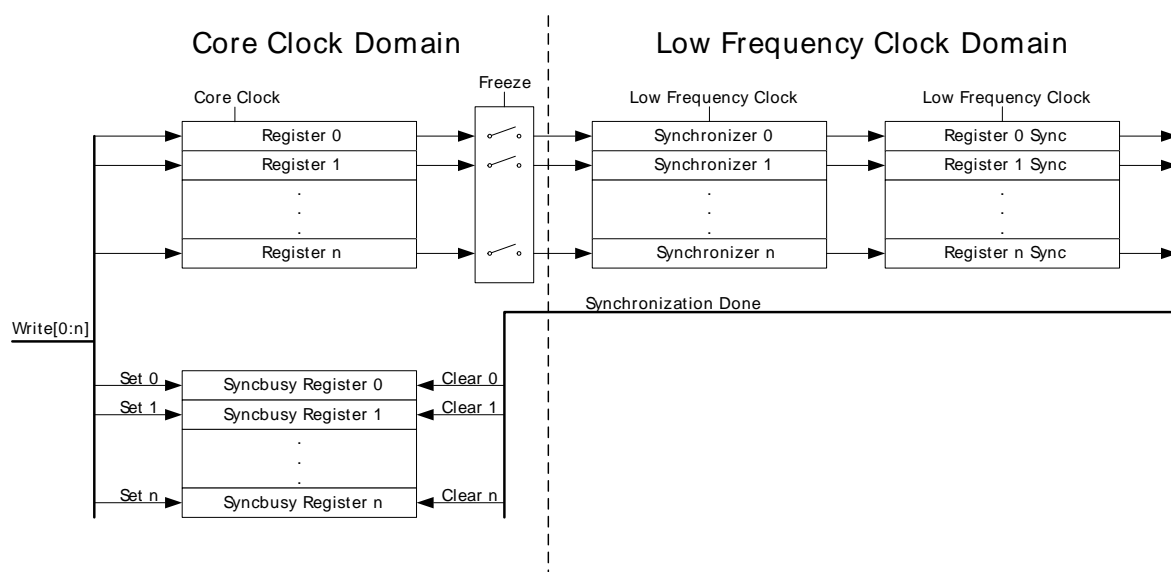 Core Clock Domain
Low Frequency Clock Domain
Freeze
Core Clock
Low Frequency Clock
Low Frequency Clock
Register 0
Synchronizer 0
Register 0 Sync
Register 1
Synchronizer 1
Register 1 Sync
.
.
.
.
.
.
.
.
.
Register n
Synchronizer n
Register n Sync
Synchronization Done
Write[0:n]
Set 0
Syncbusy Register 0
Clear 0
Set 1
Syncbusy Register 1
Clear 1
.
.
.
Set n
Syncbusy Register n
Clear n